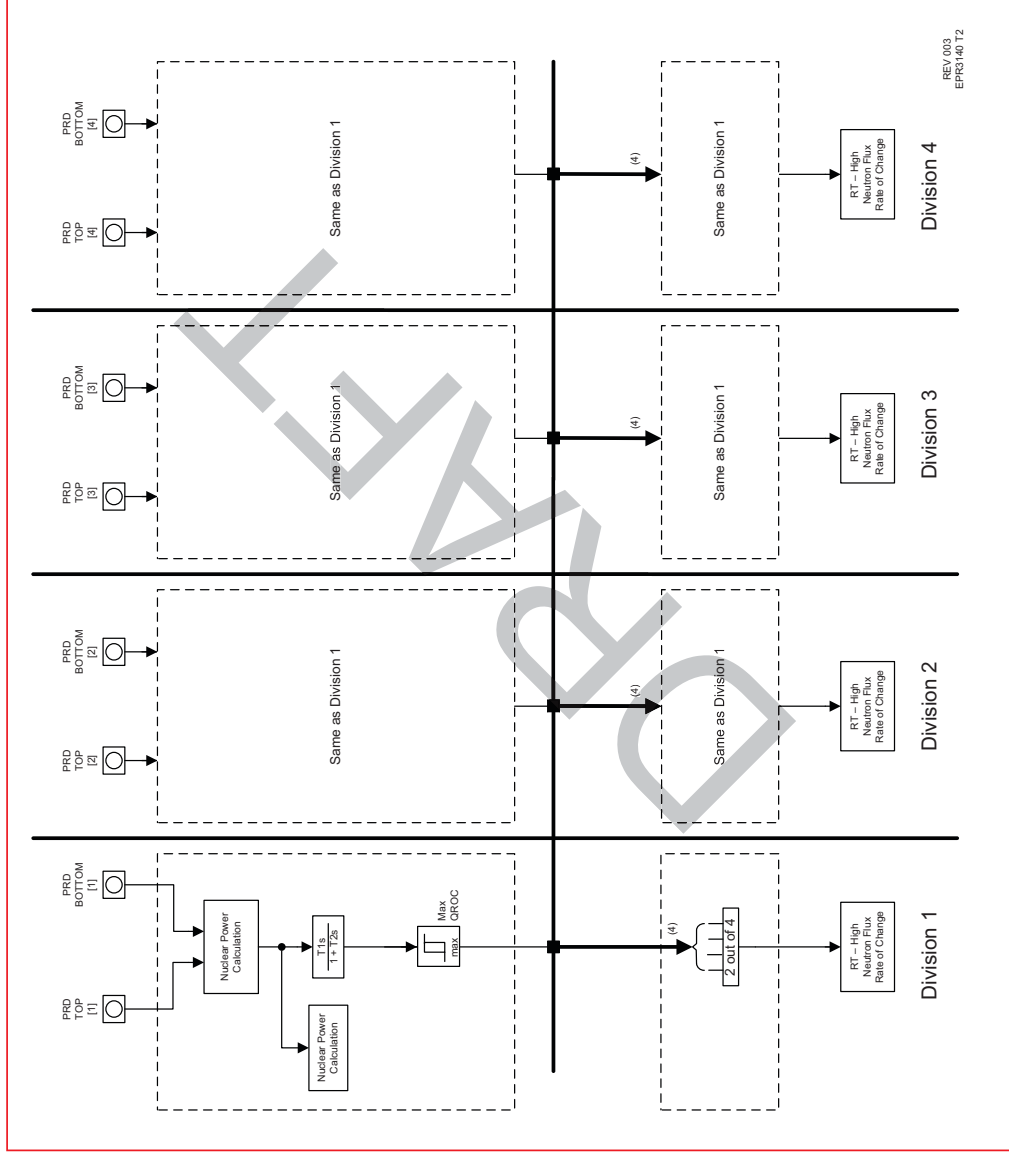 PRD
TOP
[1]
PRD
BOTTOM
[1]
PRD
TOP
[2]
PRD
BOTTOM
[2]
PRD
TOP
[3]
PRD
BOTTOM
[3]
PRD
TOP
[4]
PRD
BOTTOM
[4]
Nuclear Power
Calculation
Nuclear Power
Calculation
T1s
1 + T2s
max
Max
QROC
Same as Division 1
Same as Division 1
Same as Division 1
(4)
(4)
(4)
(4)
2 out of 4
Same as Division 1
Same as Division 1
Same as Division 1
RT – High
Neutron Flux
Rate of Change
RT – High
Neutron Flux
Rate of Change
RT – High
Neutron Flux
Rate of Change
RT – High
Neutron Flux
Rate of Change
Division 1
Division 2
Division 3
Division 4
REV 003
EPR3140 T2
DRAFT